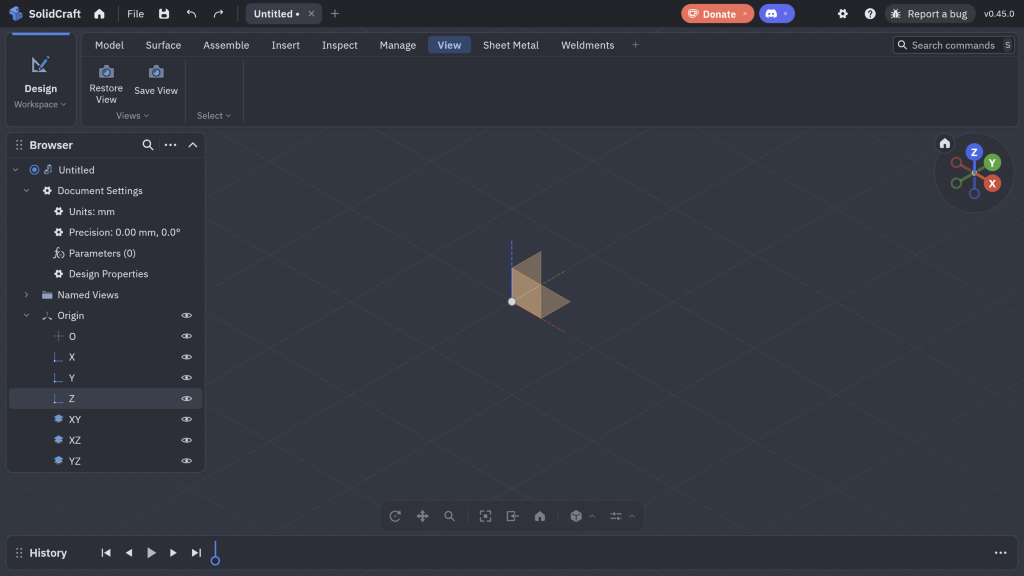 SolidCraft File Untitled • Donate Report a bug v0.45.0
Model Surface Assemble Insert Inspect Manage View Sheet Metal Weldments Search commands S
Design
Workspace
Restore View
Save View
Views
Select
Browser
Untitled
Document Settings
Units: mm
Precision: 0.00 mm, 0.0°
Parameters (0)
Design Properties
Named Views
Origin
O
X
Y
Z
XY
XZ
YZ
Z
Y
X
History